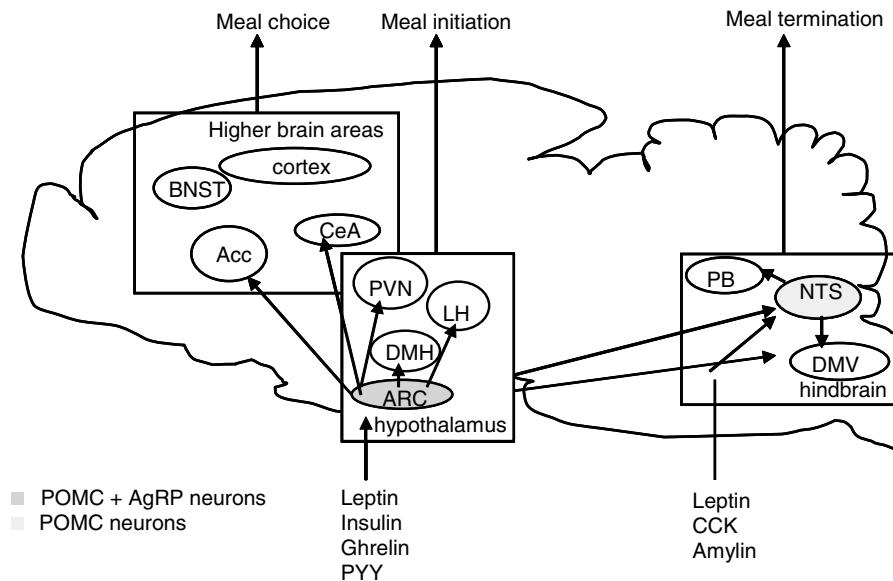 Meal choice
Meal initiation
Meal termination
Higher brain areas
cortex
BNST
CeA
Acc
PVN
LH
DMH
ARC
hypothalamus
PB
NTS
DMV
hindbrain
POMC + AgRP neurons
POMC neurons
Leptin
Insulin
Ghrelin
PYY
Leptin
CCK
Amylin